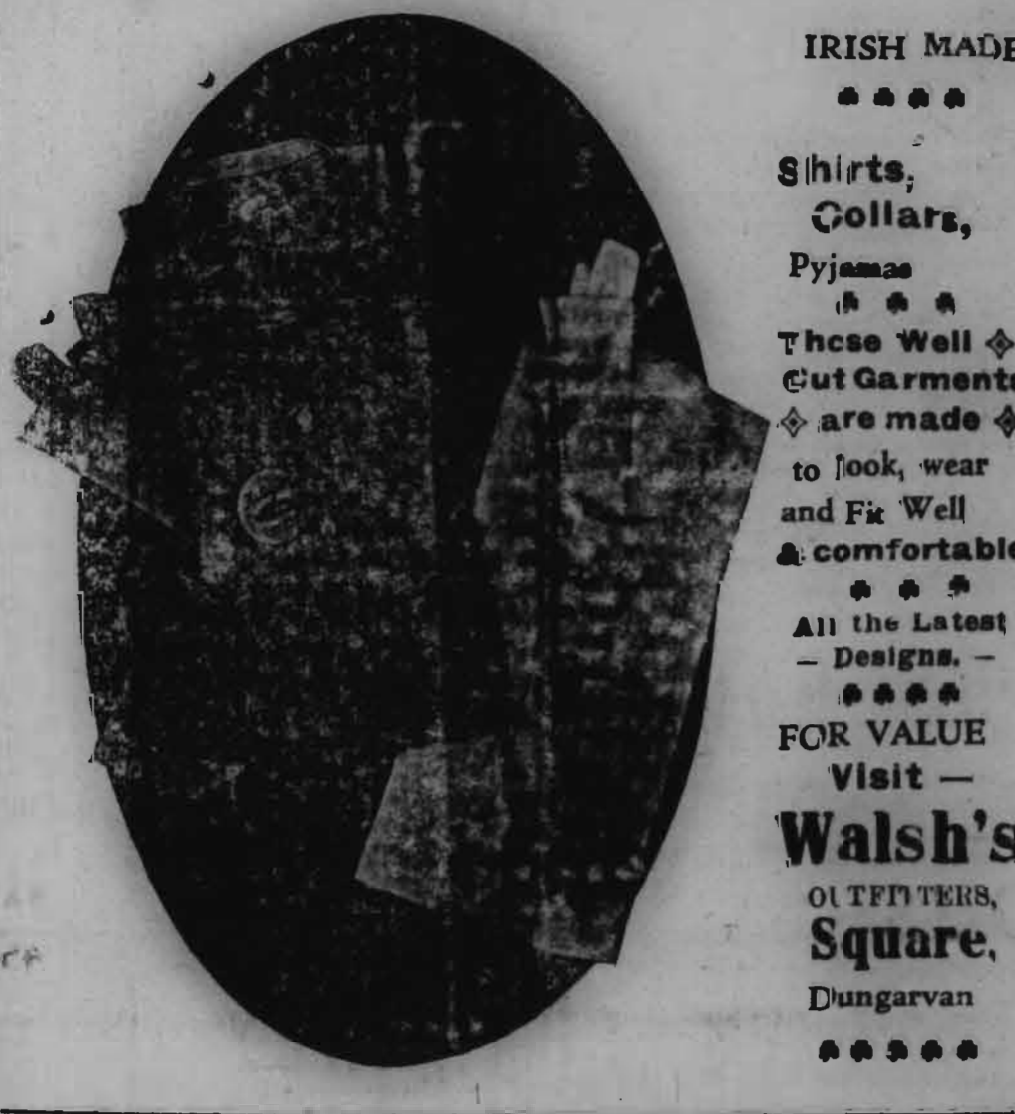 IRISH MADE
Shirts,
Collars,
Pyjamas
These Well
Cut Garments
are made
to look, wear
and Fit Well
& comfortable
All the Latest
— Designs. —
FOR VALUE
Visit —
Walsh's
OUTFITTERS,
Square,
Dungarvan